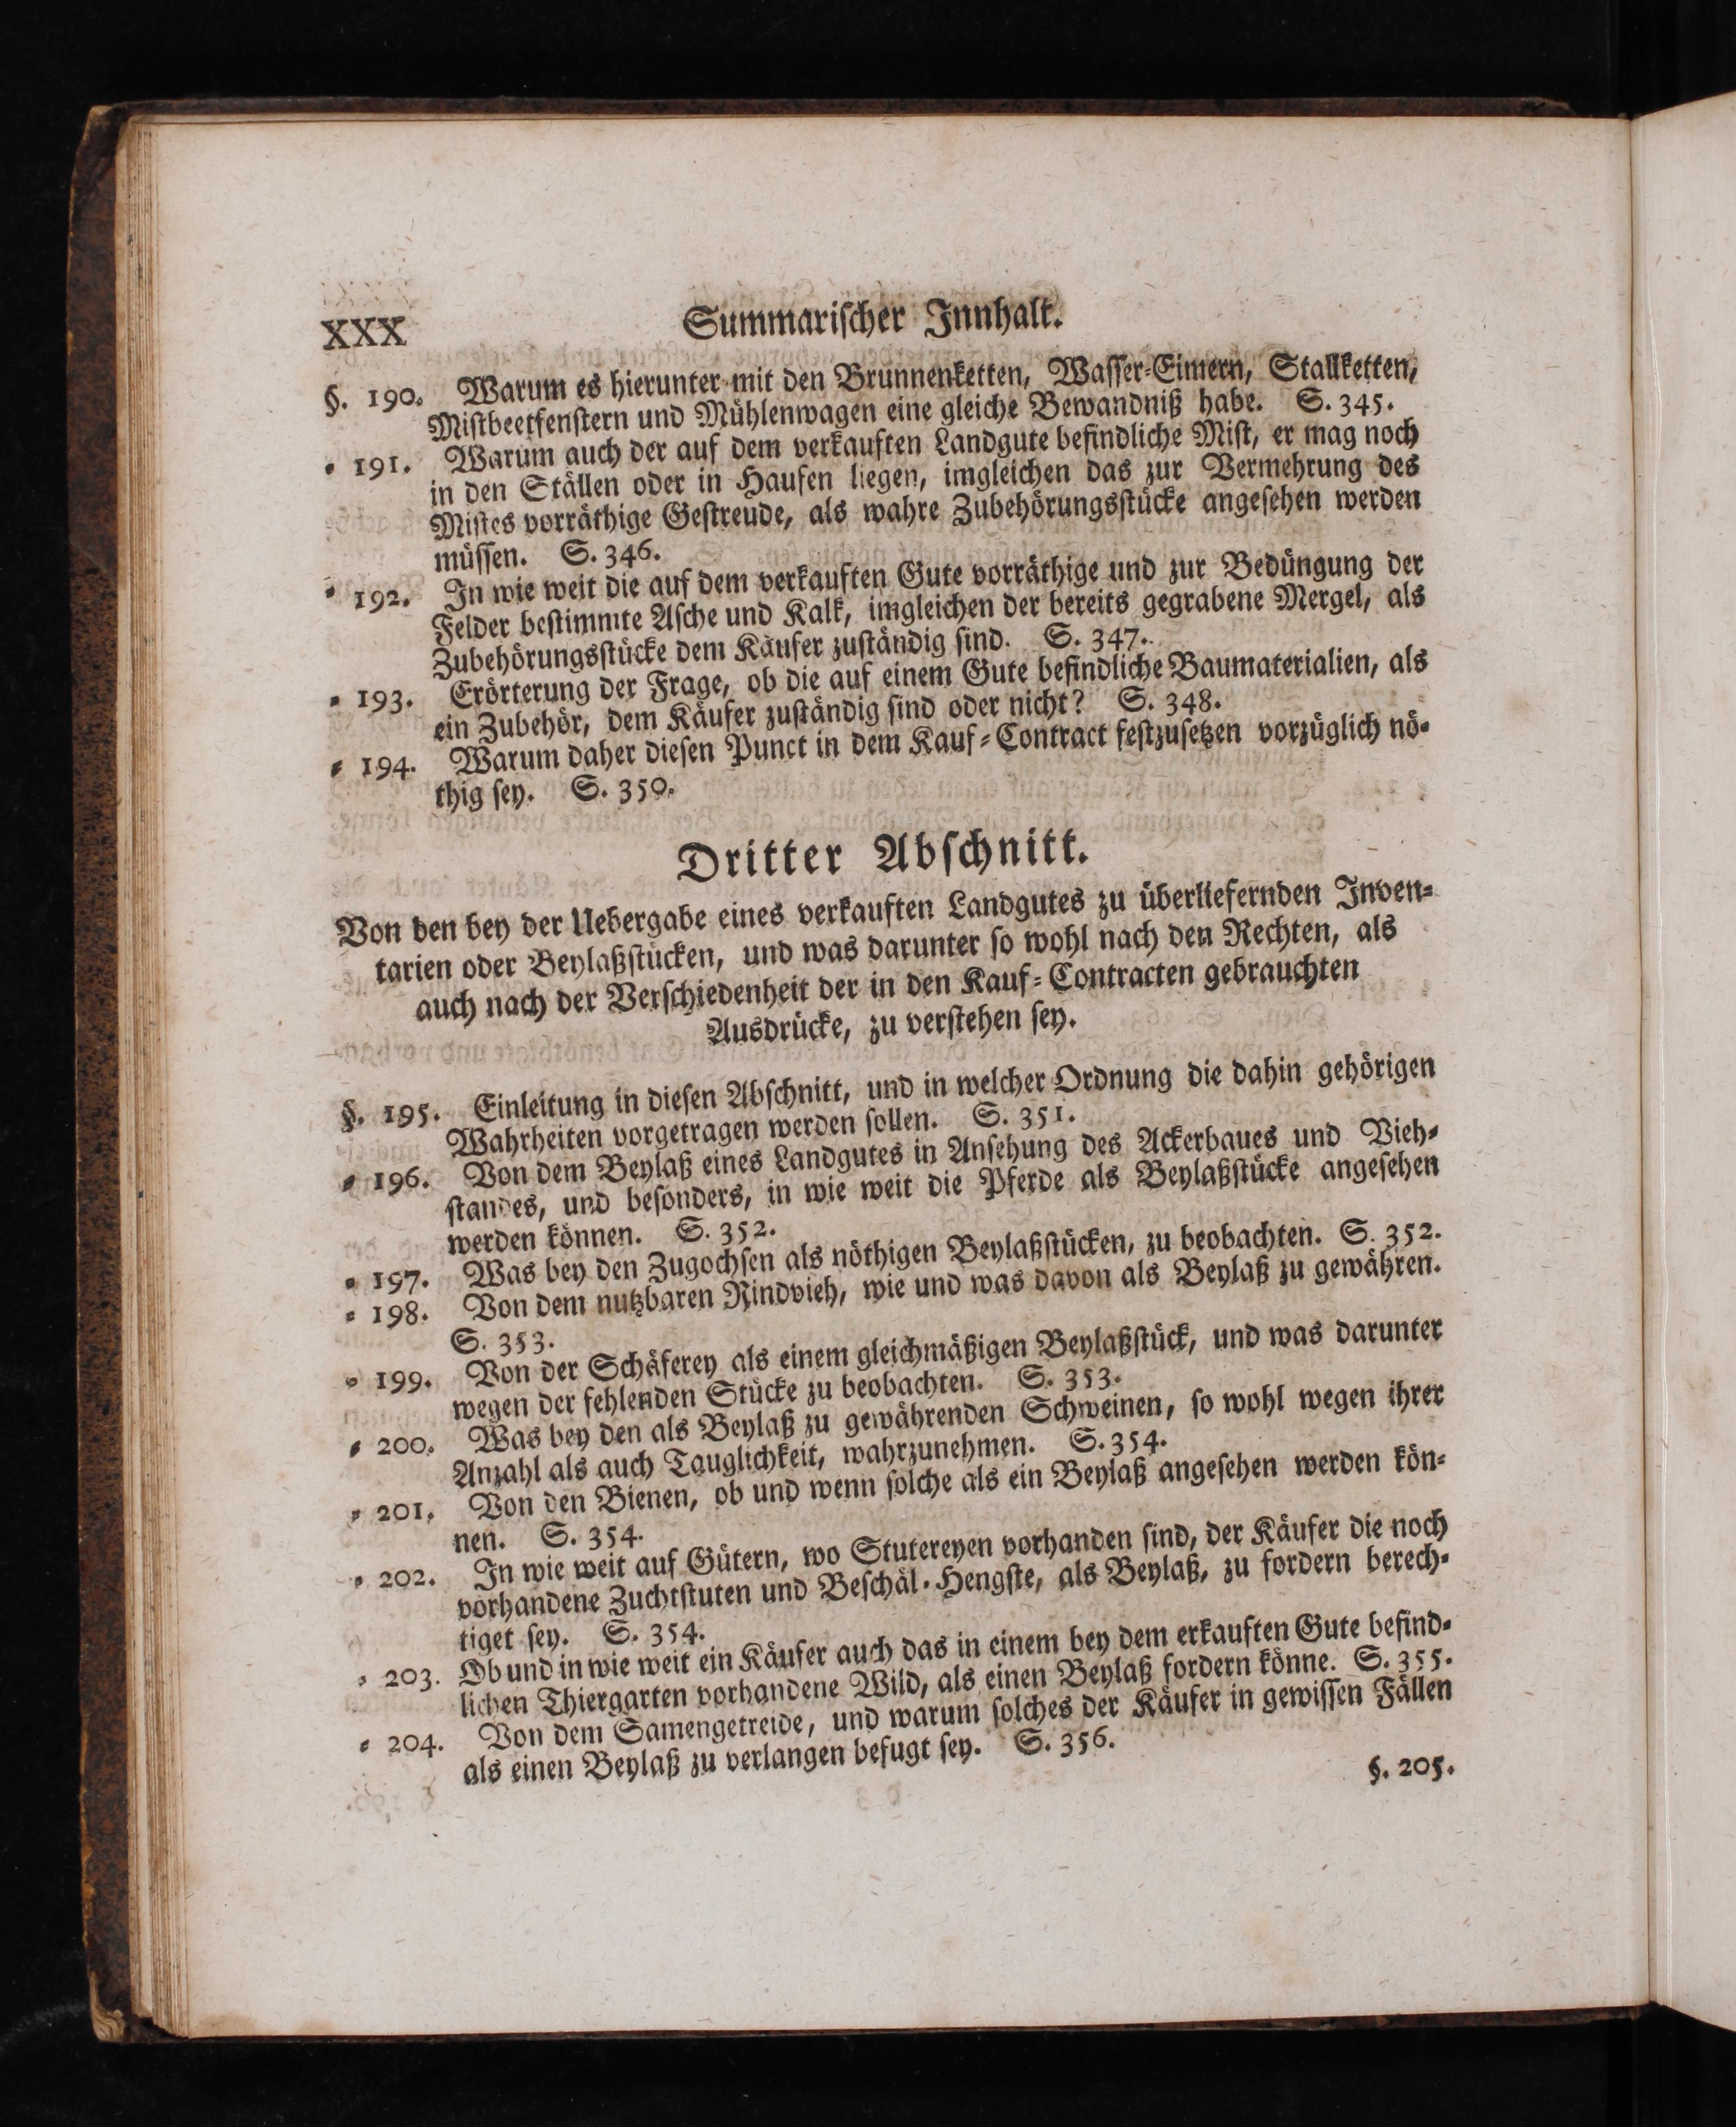 XXX Summarischer Innhalt.
§. 190. Warum es hierunter mit den Brunnenketten, Wasser-Eimern, Stallketten,
Mistbeetfenstern und Mühlenwagen eine gleiche Bewandniß habe. S. 345.
= 191. Warum auch der auf dem verkauften Landgute befindliche Mist, er mag noch
in den Ställen oder in Haufen liegen, imgleichen das zur Vermehrung des
Mistes vorräthige Gestreude, als wahre Zubehörungsstücke angesehen werden
müssen. S. 346.
= 192. In wie weit die auf dem verkauften Gute vorräthige und zur Bedüngung der
Felder bestimmte Asche und Kalk, imgleichen der bereits gegrabene Mergel, als
Zubehörungsstücke dem Käufer zuständig sind. S. 347.
= 193. Erörterung der Frage, ob die auf einem Gute befindliche Baumaterialien, als
ein Zubehör, dem Käufer zuständig sind oder nicht? S. 348.
= 194. Warum daher diesen Punct in dem Kauf=Contract festzusetzen vorzüglich nö=
thig sey. S. 350.
Dritter Abschnitt.
Von den bey der Uebergabe eines verkauften Landgutes zu überliefernden Inven=
tarien oder Beylaßstücken, und was darunter so wohl nach den Rechten, als
auch nach der Verschiedenheit der in den Kauf=Contracten gebrauchten
Ausdrücke, zu verstehen sey.
§. 195. Einleitung in diesen Abschnitt, und in welcher Ordnung die dahin gehörigen
Wahrheiten vorgetragen werden sollen. S. 351.
= 196. Von dem Beylaß eines Landgutes in Ansehung des Ackerbaues und Vieh=
standes, und besonders, in wie weit die Pferde als Beylaßstücke angesehen
werden können. S. 352.
= 197. Was bey den Zugochsen als nöthigen Beylaßstücken, zu beobachten. S. 352.
= 198. Von dem nutzbaren Rindvieh, wie und was davon als Beylaß zu gewähren.
S. 353.
= 199. Von der Schäferey als einem gleichmäßigen Beylaßstück, und was darunter
wegen der fehlenden Stücke zu beobachten. S. 353.
= 200. Was bey den als Beylaß zu gewährenden Schweinen, so wohl wegen ihrer
Anzahl als auch Tauglichkeit, wahrzunehmen. S. 354.
= 201. Von den Bienen, ob und wenn solche als ein Beylaß angesehen werden kön=
nen. S. 354.
= 202. In wie weit auf Gütern, wo Stutereyen vorhanden sind, der Käufer die noch
vorhandene Zuchtstuten und Beschäl=Hengste, als Beylaß, zu fordern berech=
tiget sey. S. 354.
= 203. Ob und in wie weit ein Käufer auch das in einem bey dem erkauften Gute befind=
lichen Thiergarten vorhandene Wild, als einen Beylaß fordern könne. S. 355.
= 204. Von dem Samengetreide, und warum solches der Käufer in gewissen Fällen
als einen Beylaß zu verlangen befugt sey. S. 356.
§. 205.